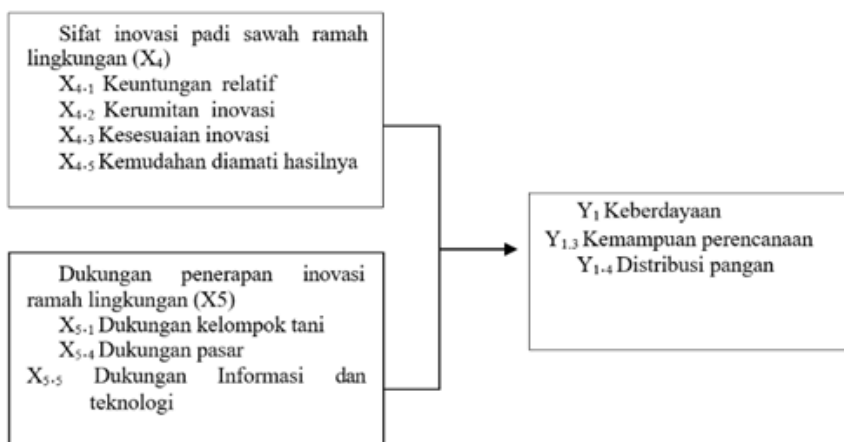 Sifat inovasi padi sawah ramah
lingkungan (X₄)
X₄.₁ Keuntungan relatif
X₄.₂ Kerumitan inovasi
X₄.₃ Kesesuaian inovasi
X₄.₅ Kemudahan diamati hasilnya
Dukungan penerapan inovasi
ramah lingkungan (X5)
X₅.₁ Dukungan kelompok tani
X₅.₄ Dukungan pasar
X₅.₅ Dukungan Informasi dan
teknologi
Y₁ Keberdayaan
Y₁.₃ Kemampuan perencanaan
Y₁.₄ Distribusi pangan